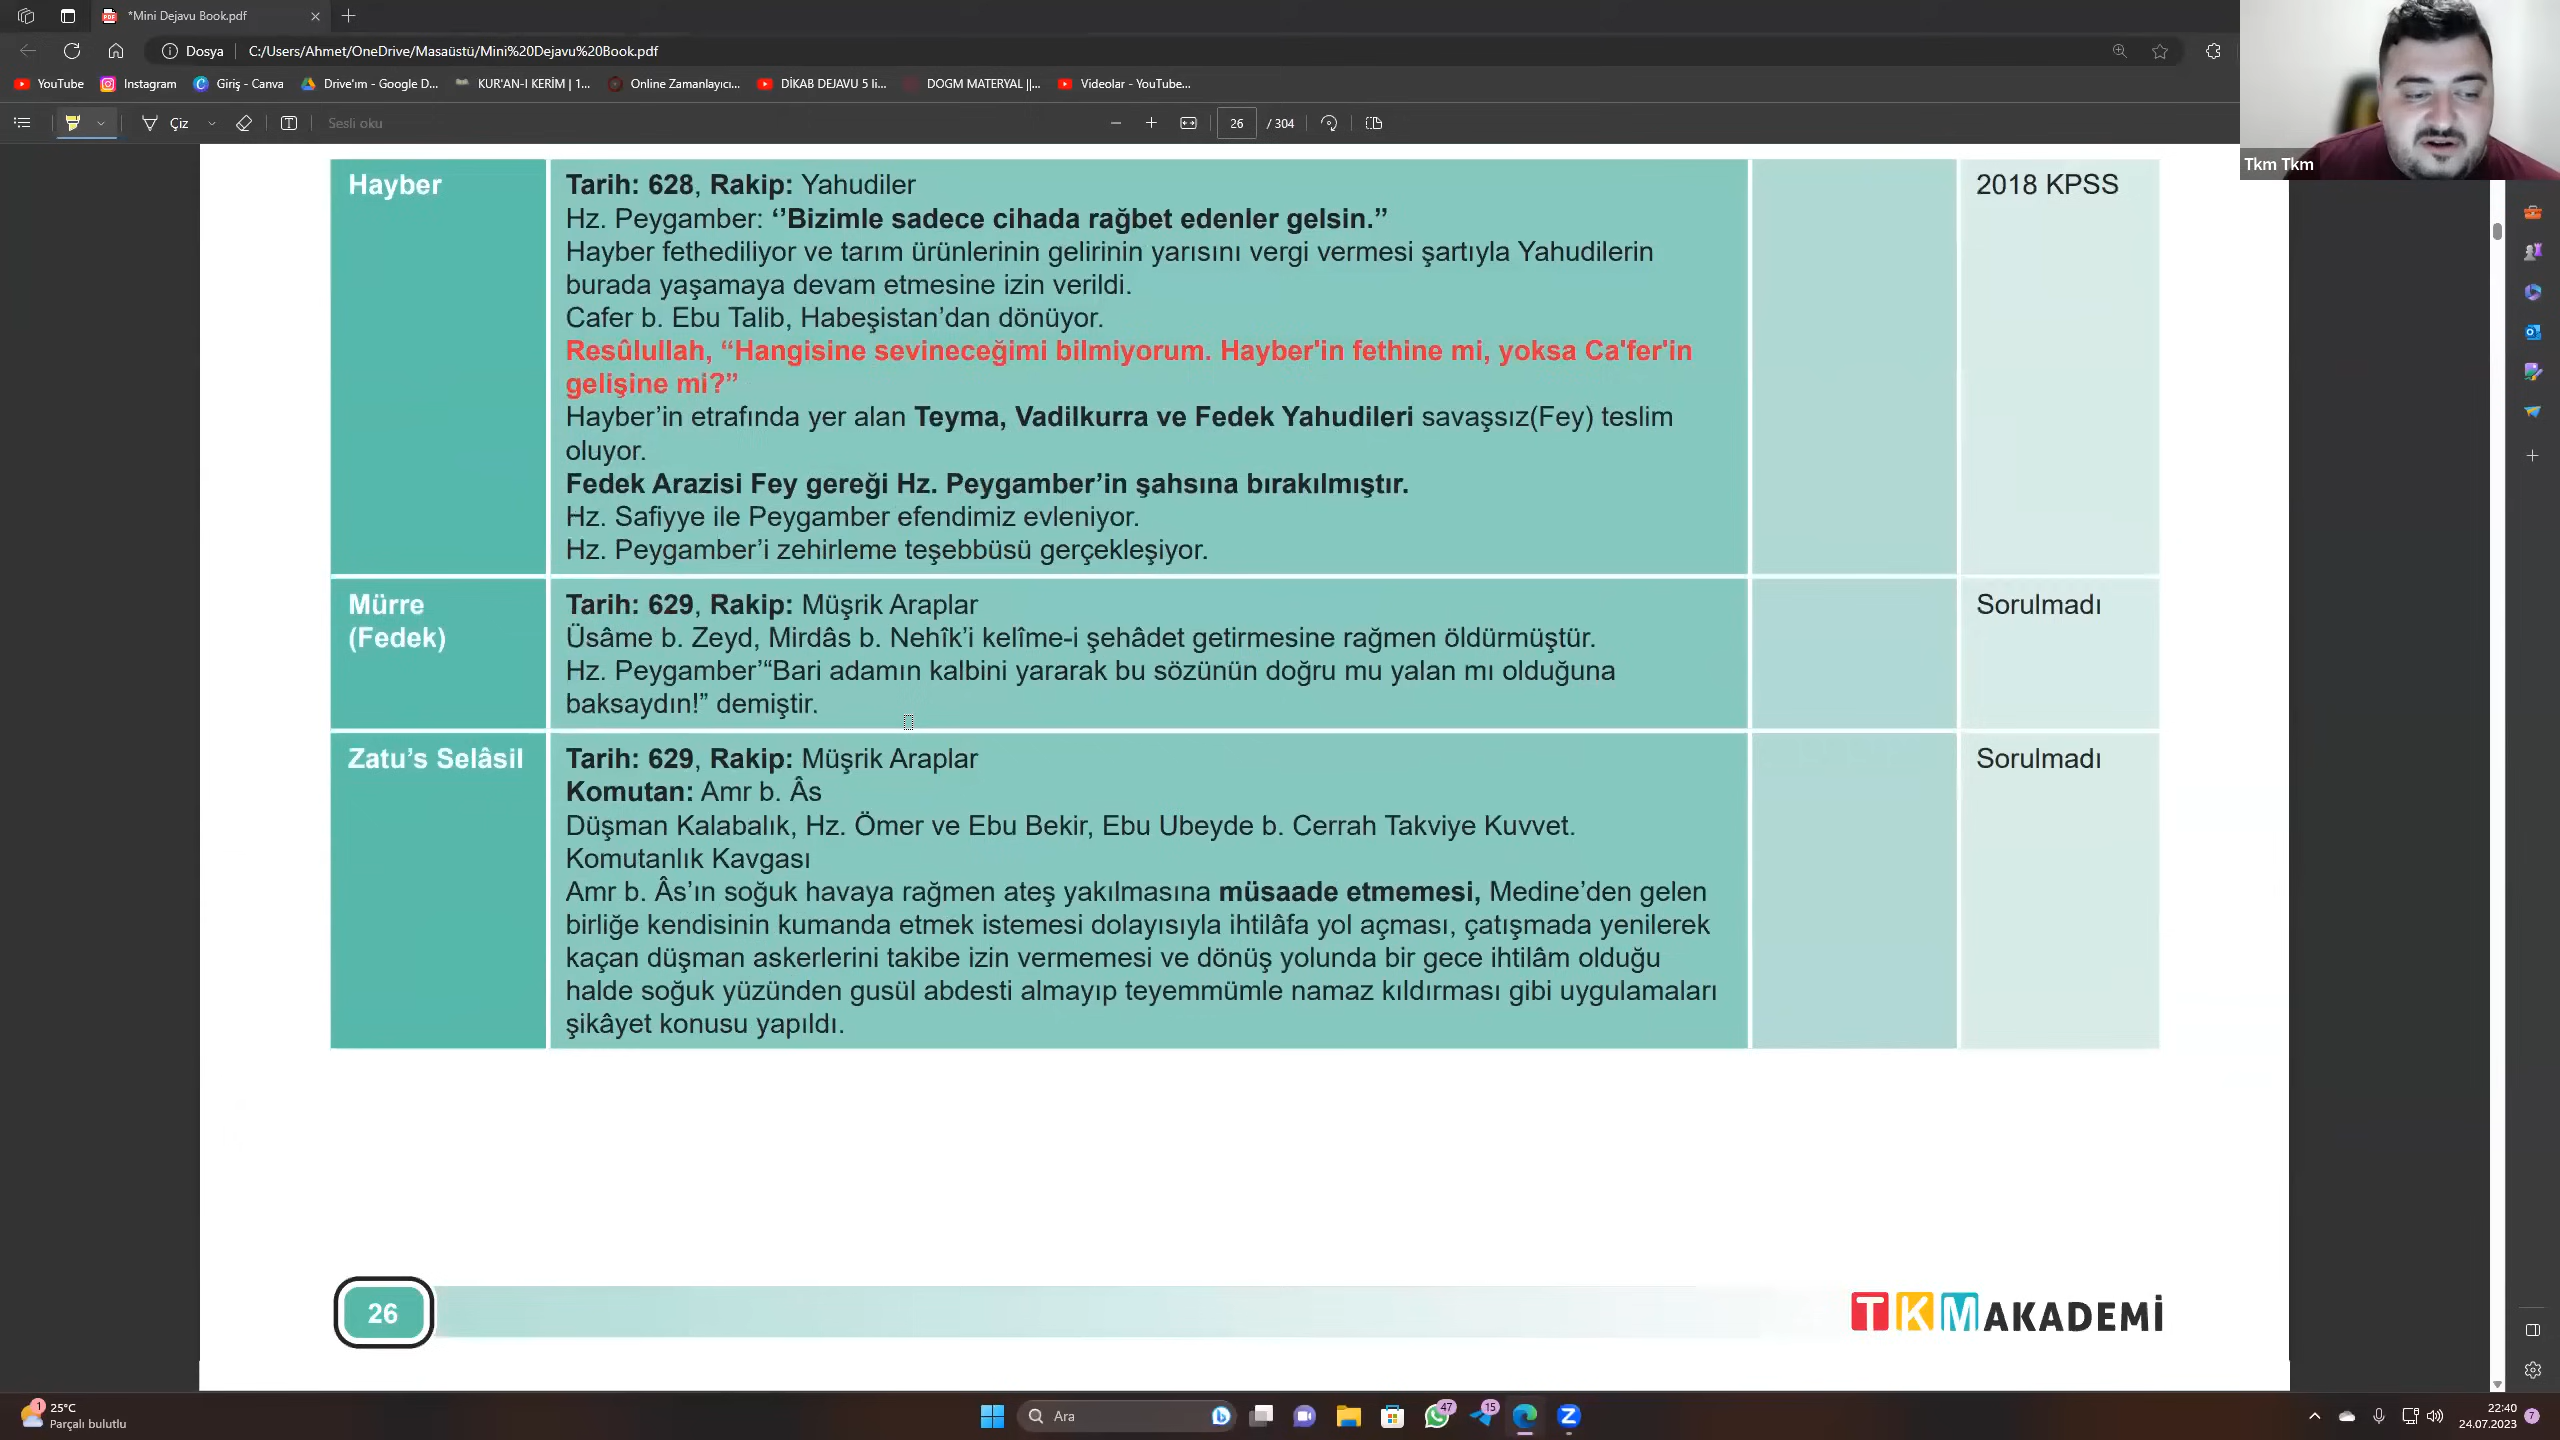 *Mini Dejavu Book.pdf
Dosya
C:/Users/Ahmet/OneDrive/Masaüstü/Mini%20Dejavu%20Book.pdf
YouTube
Instagram
Giriş - Canva
Drive'ım - Google D...
KUR'AN-I KERİM | 1...
Online Zamanlayıcı...
DİKAB DEJAVU 5 li...
DOGM MATERYAL ||...
Videolar - YouTube...
Çiz
Sesli oku
26 / 304
Tkm Tkm
Hayber
Tarih: 628, Rakip: Yahudiler
Hz. Peygamber: ‘’Bizimle sadece cihada rağbet edenler gelsin.’’
Hayber fethediliyor ve tarım ürünlerinin gelirinin yarısını vergi vermesi şartıyla Yahudilerin
burada yaşamaya devam etmesine izin verildi.
Cafer b. Ebu Talib, Habeşistan’dan dönüyor.
Resûlullah, “Hangisine sevineceğimi bilmiyorum. Hayber'in fethine mi, yoksa Ca'fer'in
gelişine mi?”
Hayber’in etrafında yer alan Teyma, Vadilkurra ve Fedek Yahudileri savaşsız(Fey) teslim
oluyor.
Fedek Arazisi Fey gereği Hz. Peygamber’in şahsına bırakılmıştır.
Hz. Safiyye ile Peygamber efendimiz evleniyor.
Hz. Peygamber’i zehirleme teşebbüsü gerçekleşiyor.
2018 KPSS
Mürre
(Fedek)
Tarih: 629, Rakip: Müşrik Araplar
Üsâme b. Zeyd, Mirdâs b. Nehîk’i kelîme-i şehâdet getirmesine rağmen öldürmüştür.
Hz. Peygamber’“Bari adamın kalbini yararak bu sözünün doğru mu yalan mı olduğuna
baksaydın!” demiştir.
Sorulmadı
Zatu’s Selâsil
Tarih: 629, Rakip: Müşrik Araplar
Komutan: Amr b. Âs
Düşman Kalabalık, Hz. Ömer ve Ebu Bekir, Ebu Ubeyde b. Cerrah Takviye Kuvvet.
Komutanlık Kavgası
Amr b. Âs’ın soğuk havaya rağmen ateş yakılmasına müsaade etmemesi, Medine’den gelen
birliğe kendisinin kumanda etmek istemesi dolayısıyla ihtilâfa yol açması, çatışmada yenilerek
kaçan düşman askerlerini takibe izin vermemesi ve dönüş yolunda bir gece ihtilâm olduğu
halde soğuk yüzünden gusül abdesti almayıp teyemmümle namaz kıldırması gibi uygulamaları
şikâyet konusu yapıldı.
Sorulmadı
26
TKM AKADEMİ
1
25°C
Parçalı bulutlu
Ara
47
15
22:40
24.07.2023
7